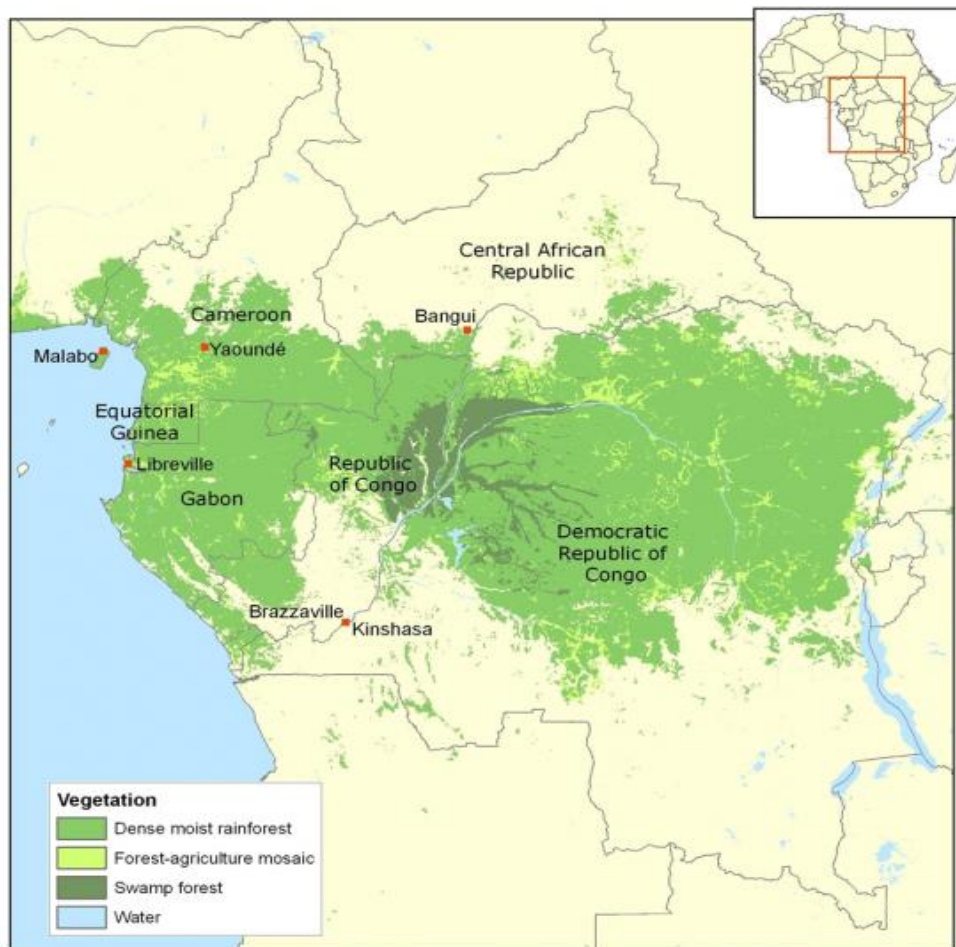 Central African
Republic
Cameroon
Bangui
Malabo
Yaoundé
Equatorial
Guinea
Libreville
Republic
of Congo
Gabon
Democratic
Republic of
Congo
Brazzaville
Kinshasa
Vegetation
Dense moist rainforest
Forest-agriculture mosaic
Swamp forest
Water